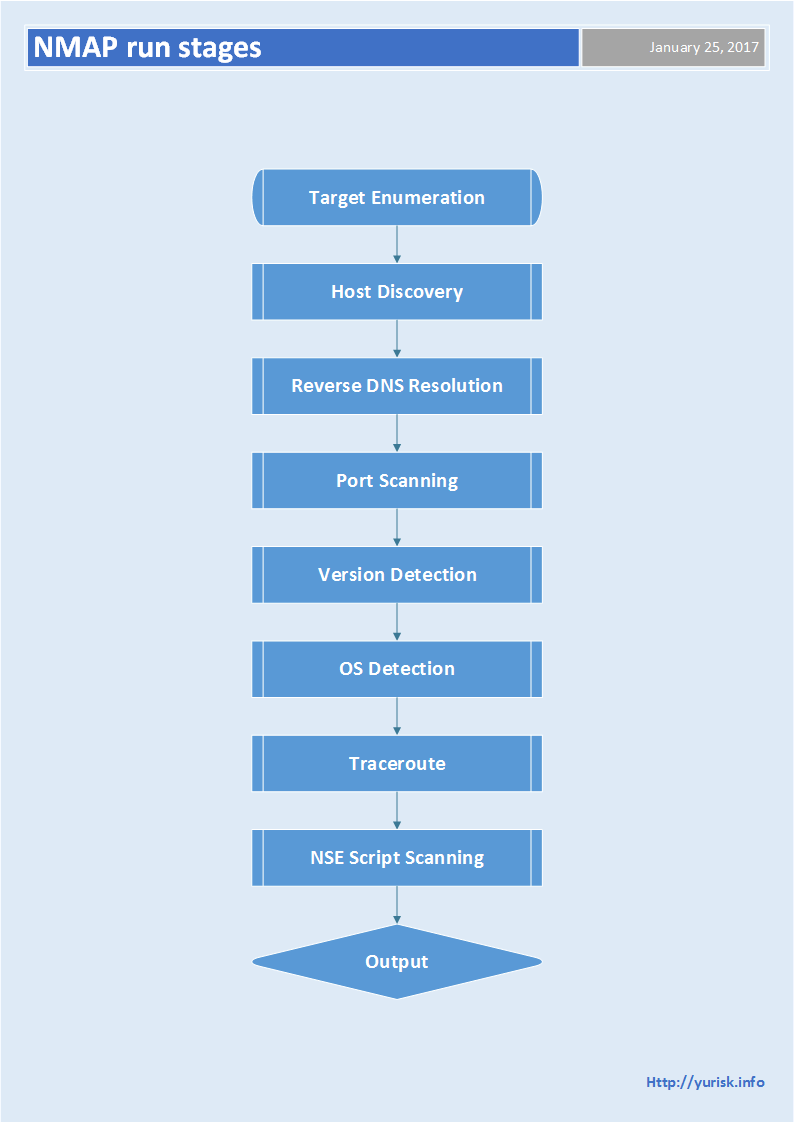 NMAP run stages
January 25, 2017
Target Enumeration
Host Discovery
Reverse DNS Resolution
Port Scanning
Version Detection
OS Detection
Traceroute
NSE Script Scanning
Output
Http://yurisk.info